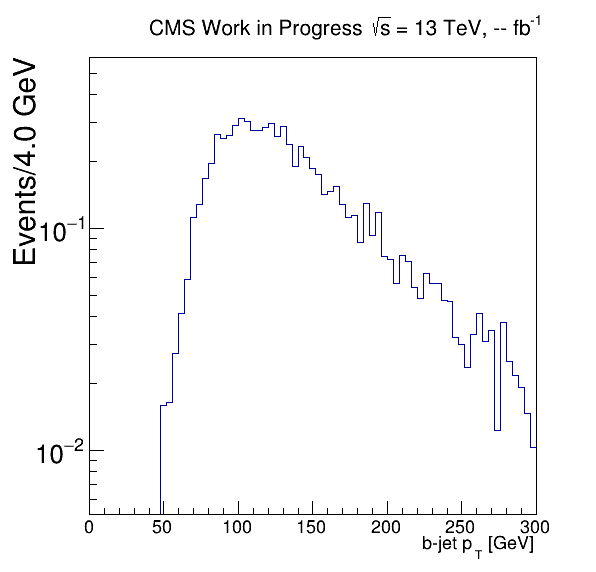 CMS Work in Progress √s = 13 TeV, -- fb⁻¹
Events/4.0 GeV
10⁻¹
10⁻²
0 50 100 150 200 250 300
b-jet p_T [GeV]